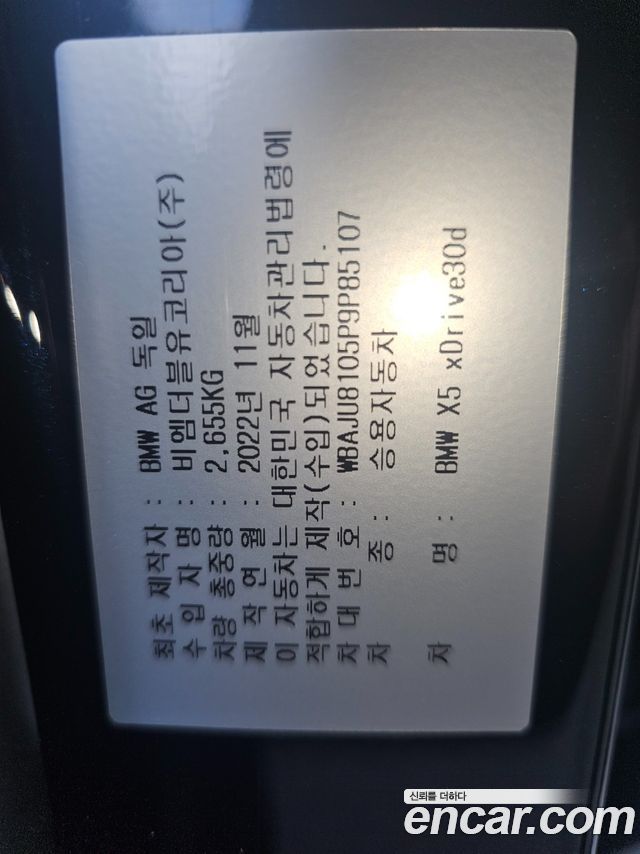 최초 제작자 : BMW AG 독일
수 입 자 명 : 비엠더블유코리아(주)
차량 총중량 : 2,655KG
제 작 연 월 : 2022년 11월
이 자동차는 대한민국 자동차관리법령에
적합하게 제작(수입)되었습니다.
차 대 번 호 : WBAJU8105P9P85107
차 종 : 승용자동차
차 명 : BMW X5 xDrive30d
신뢰를 더하다
encar.com